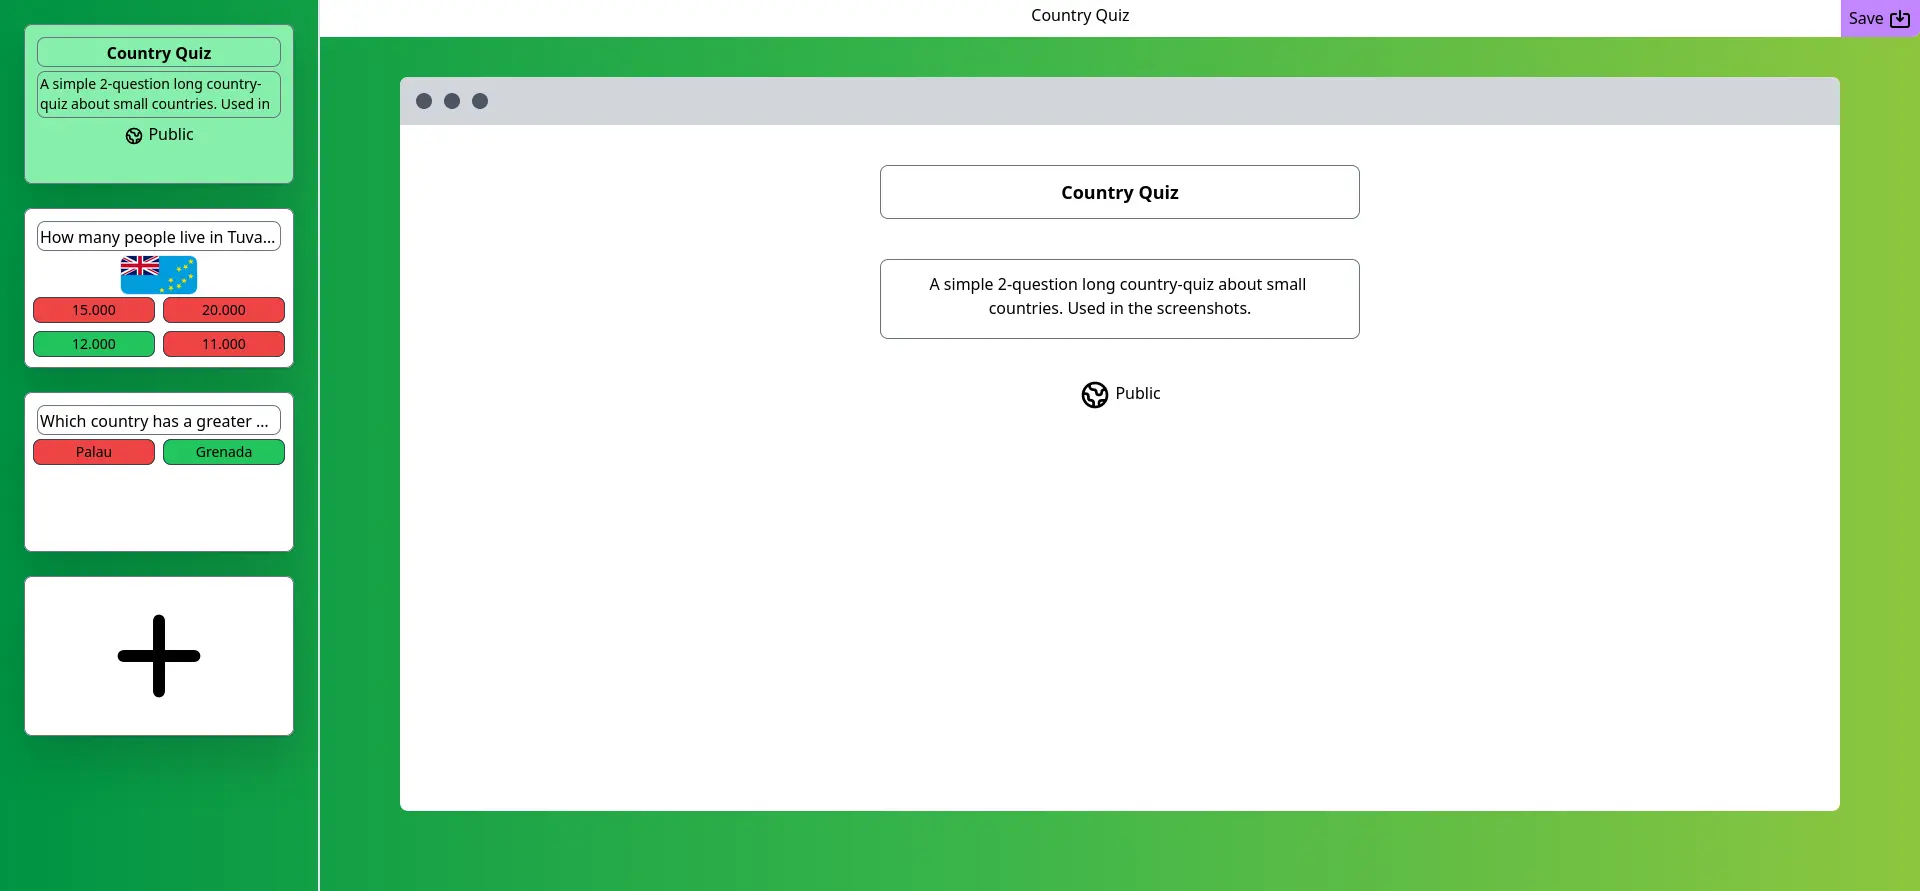 Country Quiz
A simple 2-question long country-
quiz about small countries. Used in
Public
How many people live in Tuva...
15.000
20.000
12.000
11.000
Which country has a greater ...
Palau
Grenada
Country Quiz
Save
Country Quiz
A simple 2-question long country-quiz about small
countries. Used in the screenshots.
Public